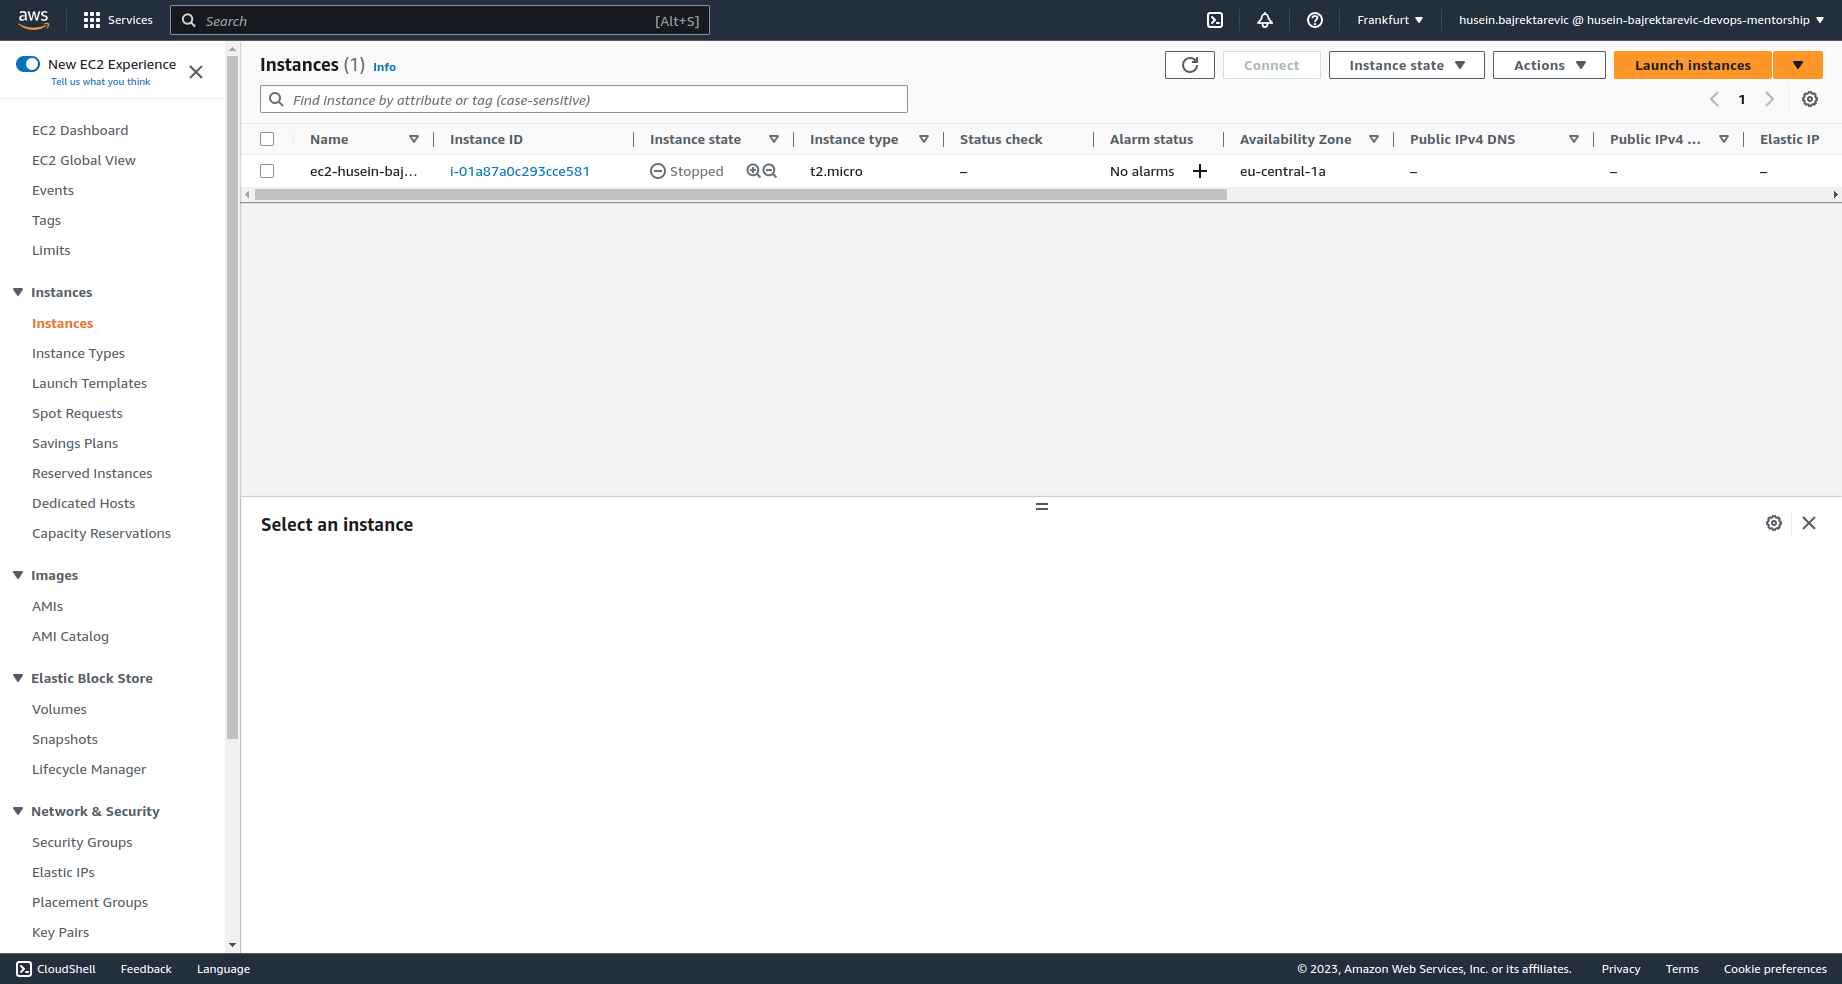 aws Services Search [Alt+S] Frankfurt husein.bajrektarevic @ husein-bajrektarevic-devops-mentorship
New EC2 Experience
Tell us what you think
EC2 Dashboard
EC2 Global View
Events
Tags
Limits
Instances
Instances
Instance Types
Launch Templates
Spot Requests
Savings Plans
Reserved Instances
Dedicated Hosts
Capacity Reservations
Images
AMIs
AMI Catalog
Elastic Block Store
Volumes
Snapshots
Lifecycle Manager
Network & Security
Security Groups
Elastic IPs
Placement Groups
Key Pairs
Instances (1) Info Connect Instance state Actions Launch instances
Find instance by attribute or tag (case-sensitive) 1
Name Instance ID Instance state Instance type Status check Alarm status Availability Zone Public IPv4 DNS Public IPv4 ... Elastic IP
ec2-husein-baj... i-01a87a0c293cce581 Stopped t2.micro – No alarms + eu-central-1a – – –
Select an instance
CloudShell Feedback Language © 2023, Amazon Web Services, Inc. or its affiliates. Privacy Terms Cookie preferences